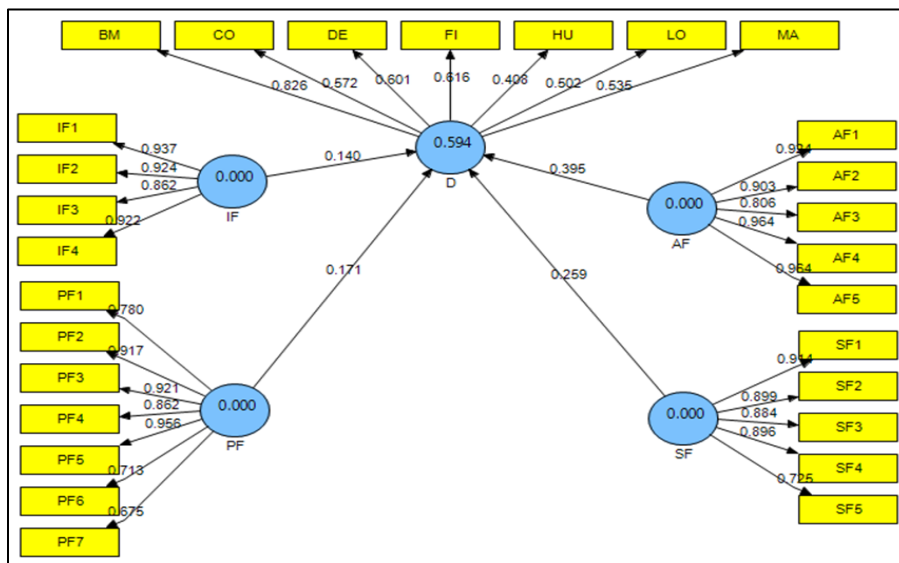 BM CO DE FI HU LO MA
0.826 0.572 0.601 0.616 0.408 0.502 0.535
IF1
IF2
IF3
IF4
0.937
0.924
0.862
0.922
0.000
IF
0.140
0.594
D
0.395
0.000
AF
0.924
0.903
0.806
0.964
0.964
AF1
AF2
AF3
AF4
AF5
0.171
0.259
PF1
PF2
PF3
PF4
PF5
PF6
PF7
0.780
0.917
0.921
0.862
0.956
0.713
0.675
0.000
PF
0.000
SF
0.914
0.899
0.884
0.896
0.725
SF1
SF2
SF3
SF4
SF5